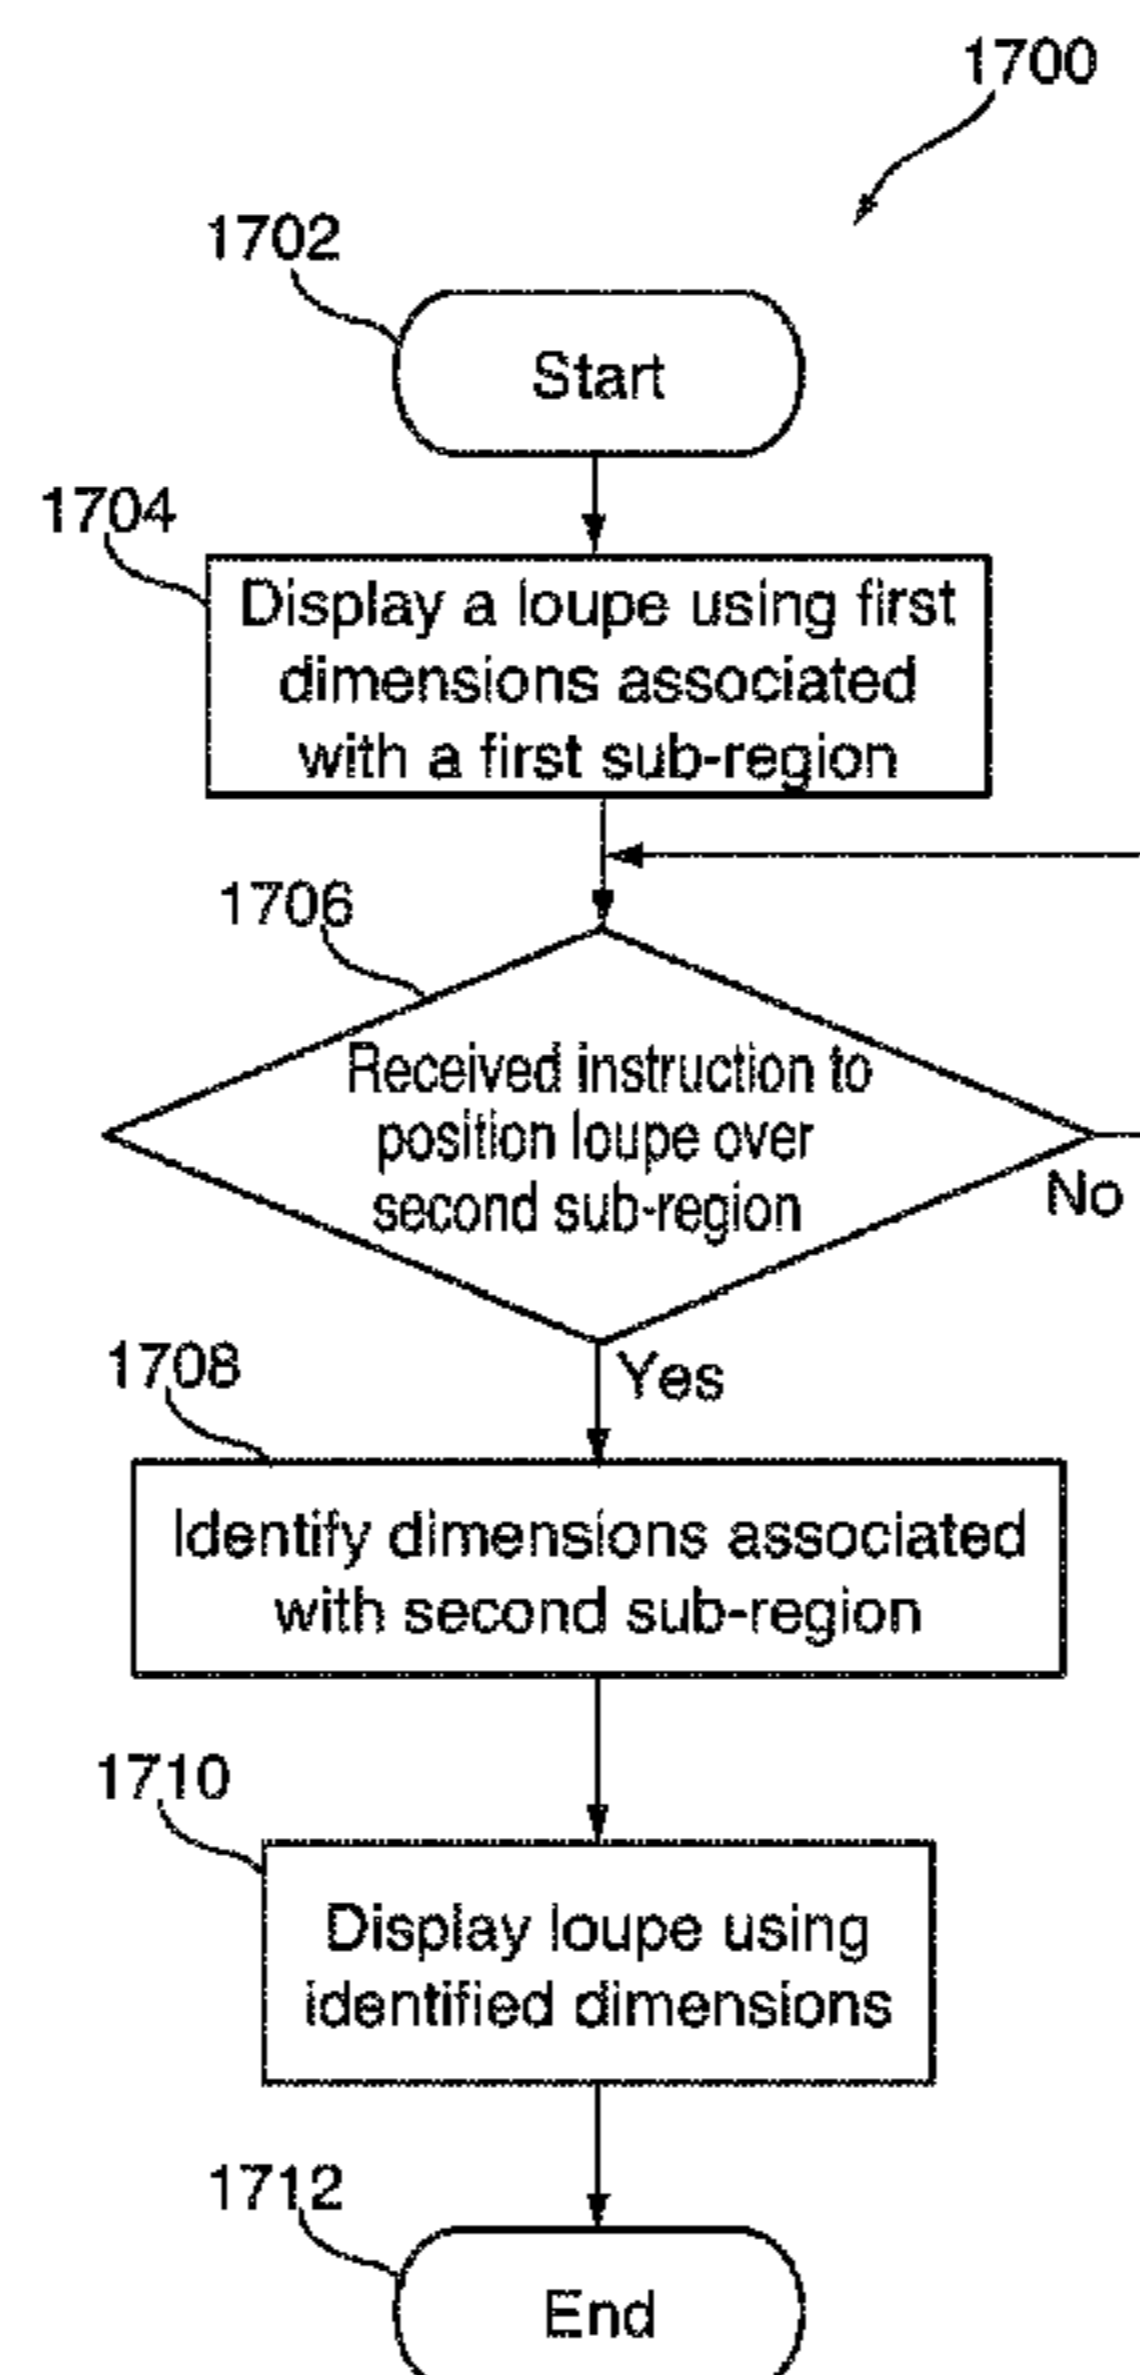 1700
1702
Start
1704
Display a loupe using first
dimensions associated
with a first sub-region
1706
Received instruction to
position loupe over
second sub-region
No
Yes
1708
Identify dimensions associated
with second sub-region
1710
Display loupe using
identified dimensions
1712
End